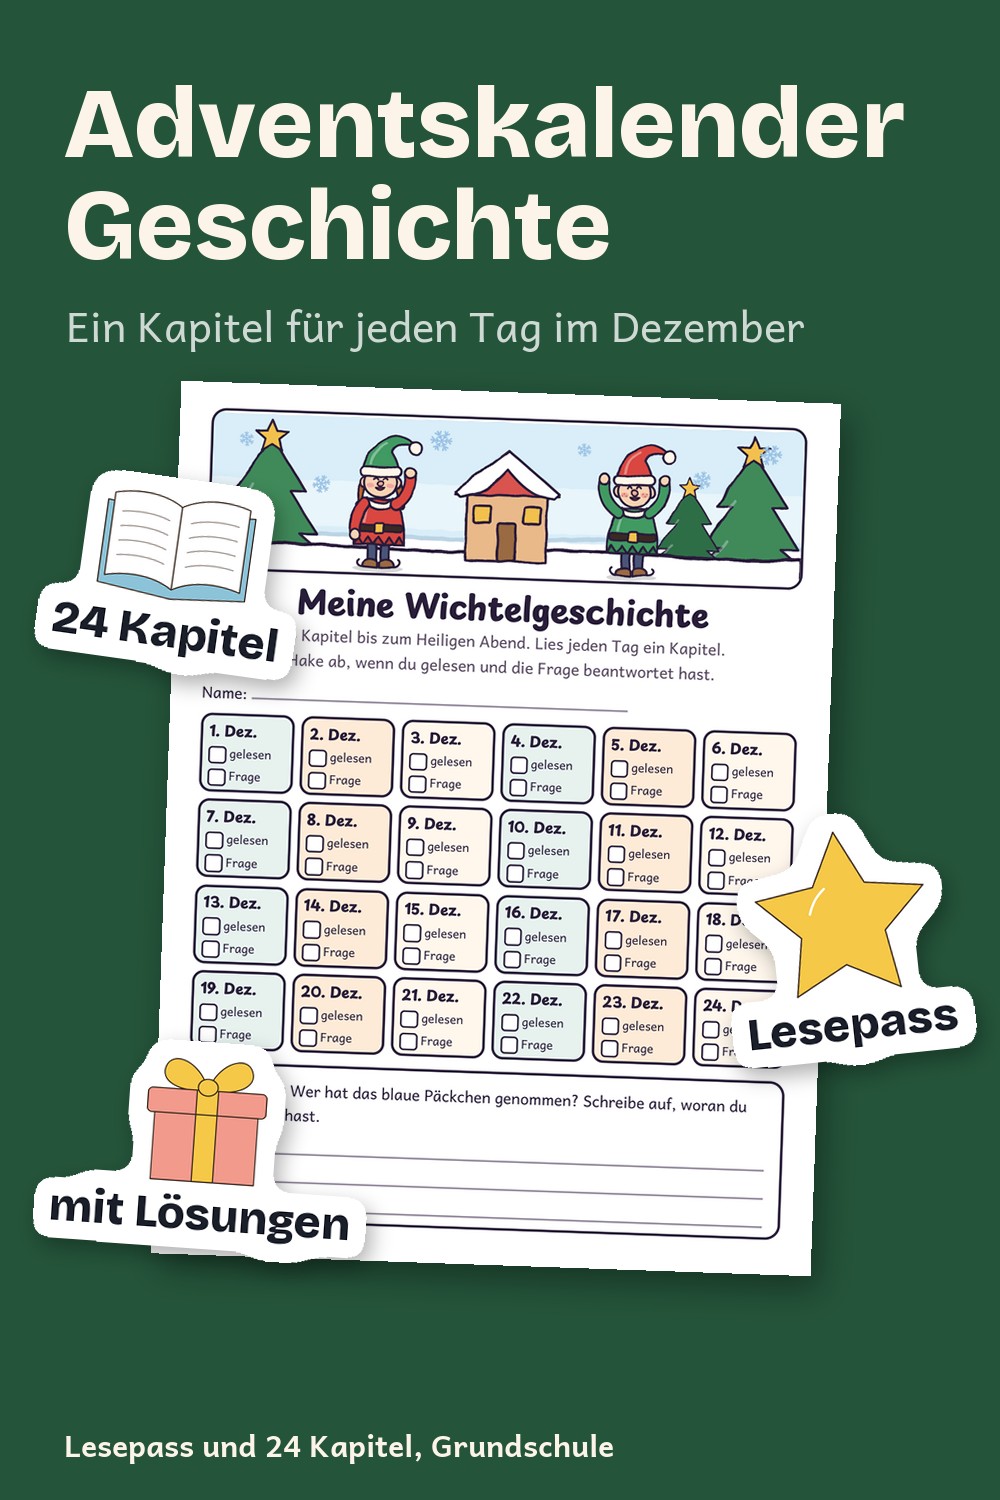 Adventskalender
Geschichte
Ein Kapitel für jeden Tag im Dezember
24 Kapitel
Meine Wichtelgeschichte
Kapitel bis zum Heiligen Abend. Lies jeden Tag ein Kapitel.
Hake ab, wenn du gelesen und die Frage beantwortet hast.
Name:
1. Dez. 2. Dez. 3. Dez. 4. Dez. 5. Dez. 6. Dez.
gelesen gelesen gelesen gelesen gelesen gelesen
Frage Frage Frage Frage Frage Frage
7. Dez. 8. Dez. 9. Dez. 10. Dez. 11. Dez. 12. Dez.
gelesen gelesen gelesen gelesen gelesen gelesen
Frage Frage Frage Frage Frage Frage
13. Dez. 14. Dez. 15. Dez. 16. Dez. 17. Dez. 18.
gelesen gelesen gelesen gelesen gelesen gelesen
Frage Frage Frage Frage Frage Frage
19. Dez. 20. Dez. 21. Dez. 22. Dez. 23. Dez. 24.
gelesen gelesen gelesen gelesen gelesen
Frage Frage Frage Frage Frage
Lesepass
Wer hat das blaue Päckchen genommen? Schreibe auf, woran du
hast.
mit Lösungen
Lesepass und 24 Kapitel, Grundschule